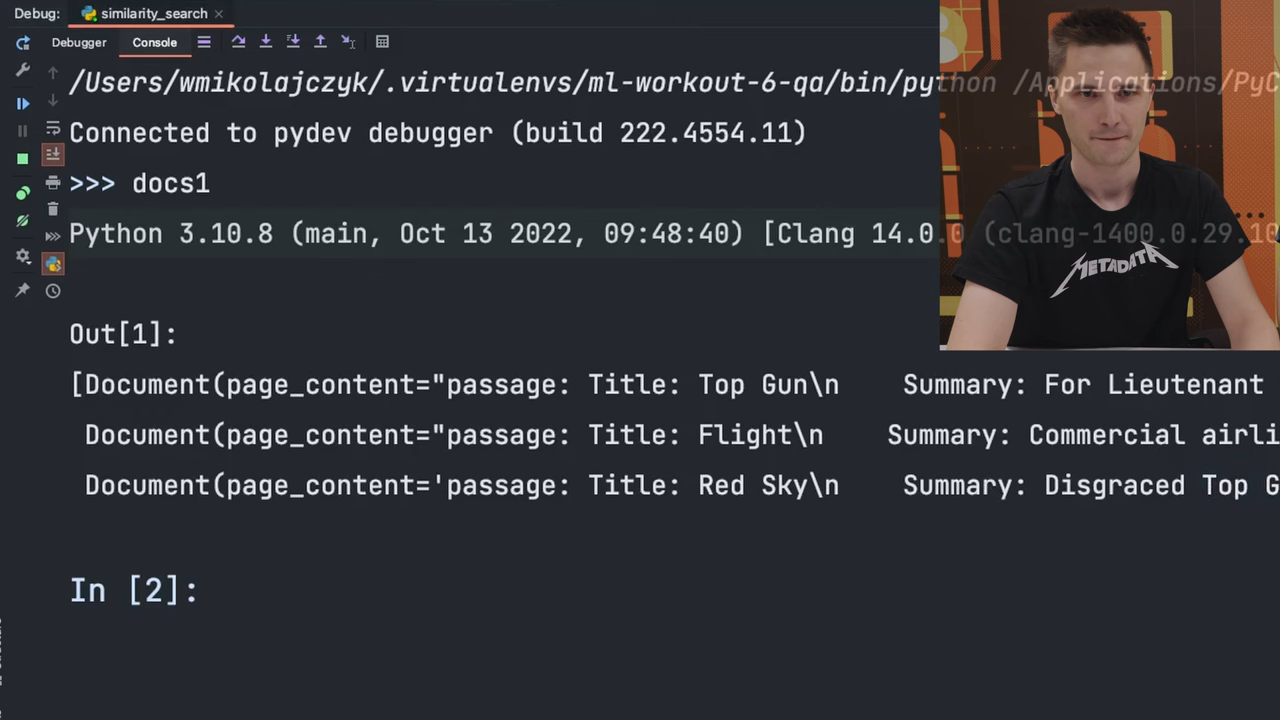 Debug: similarity_search
Debugger Console
/Users/wmikolajczyk/.virtualenvs/ml-workout-6-qa/bin/python /Applications/PyC
Connected to pydev debugger (build 222.4554.11)
>>> docs1
Python 3.10.8 (main, Oct 13 2022, 09:48:40) [Clang 14.0.0 (clang-1400.0.29.10
METADATA
Out[1]:
[Document(page_content="passage: Title: Top Gun\n    Summary: For Lieutenant
Document(page_content="passage: Title: Flight\n    Summary: Commercial airli
Document(page_content='passage: Title: Red Sky\n    Summary: Disgraced Top G
In [2]: